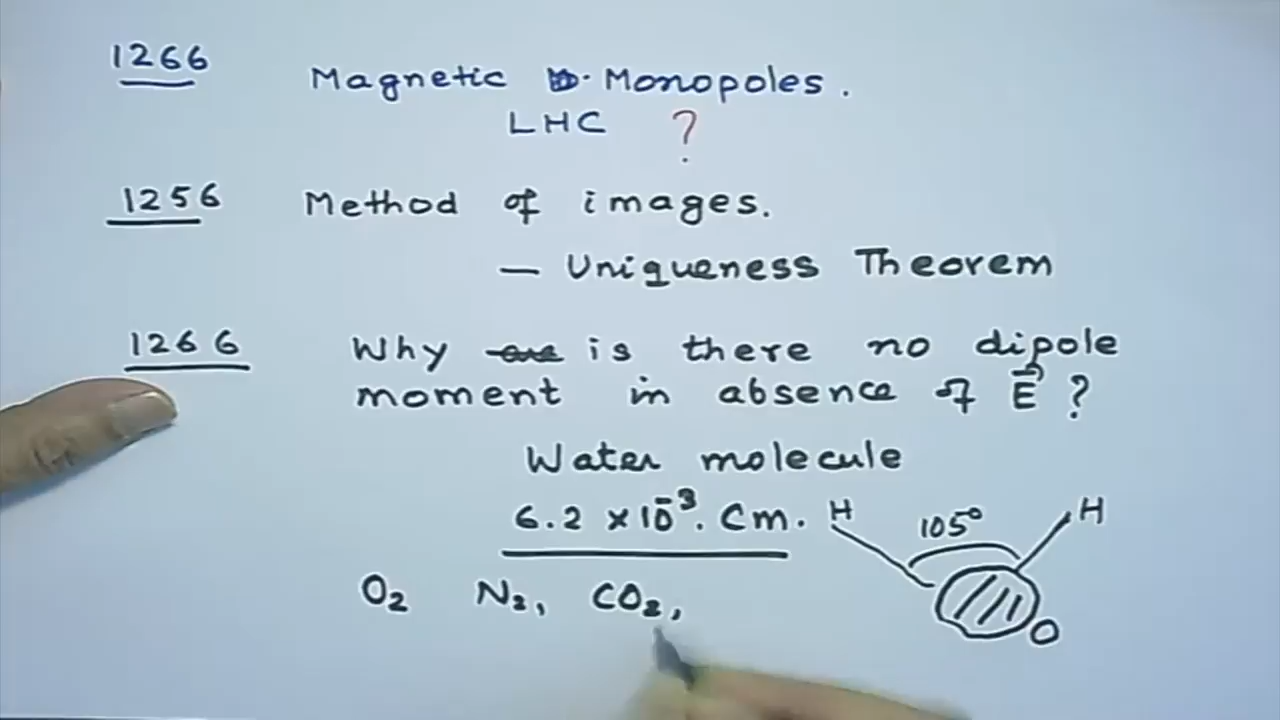 1266 Magnetic Monopoles.
LHC ?
1256 Method of images.
— Uniqueness Theorem
1266 Why is there no dipole
moment in absence of E⃗ ?
Water molecule
6.2 × 10⁻³. Cm.
H 105° H
O₂ N₂, CO₂,
O